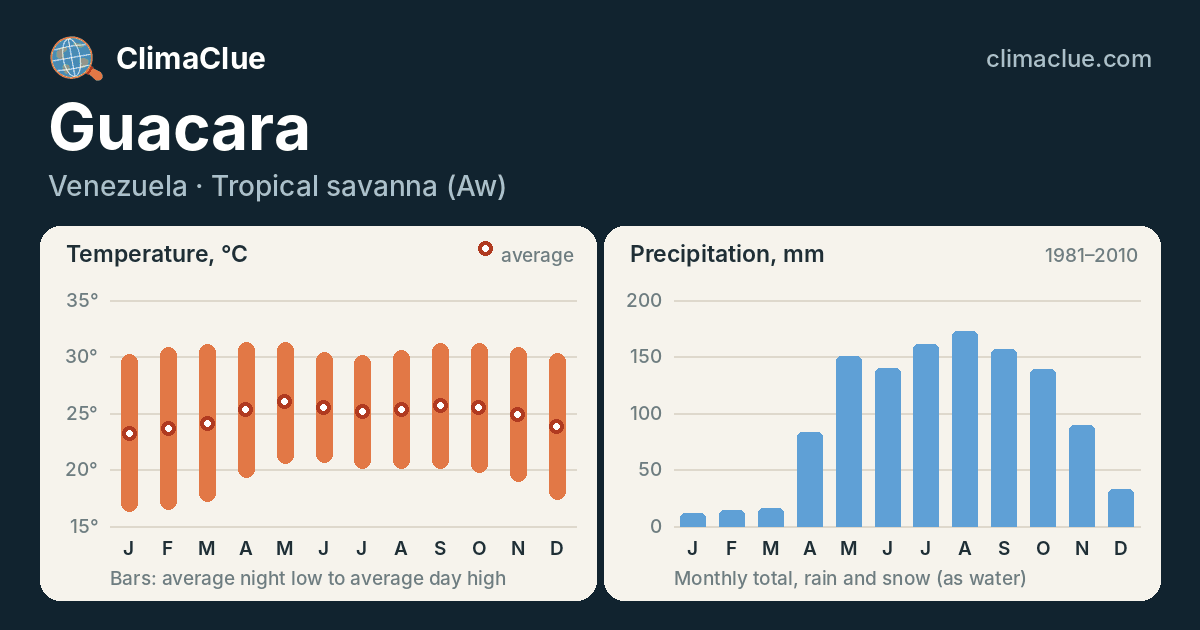 ClimaClue
climaclue.com
Guacara
Venezuela · Tropical savanna (Aw)
Temperature, °C
average
35°
30°
25°
20°
15°
J F M A M J J A S O N D
Bars: average night low to average day high
Precipitation, mm
1981–2010
200
150
100
50
0
J F M A M J J A S O N D
Monthly total, rain and snow (as water)